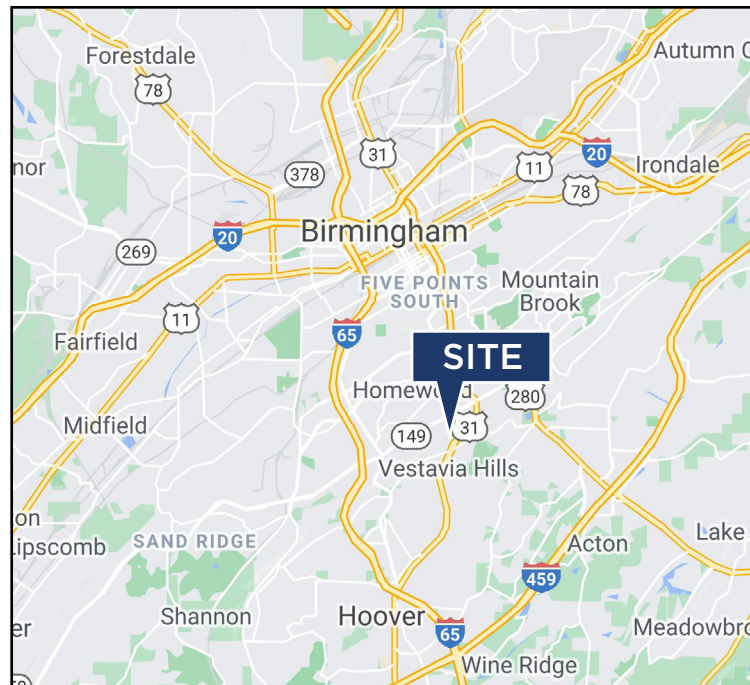 Forestdale
Autumn C
78
31
11
20
nor
378
Irondale
78
Birmingham
20
269
FIVE POINTS
SOUTH
Mountain
Brook
11
65
Fairfield
SITE
Homewood
280
149
31
Midfield
Vestavia Hills
on
Lipscomb
SAND RIDGE
Acton
Lake
459
Shannon
Hoover
65
er
Meadowbro
Wine Ridge